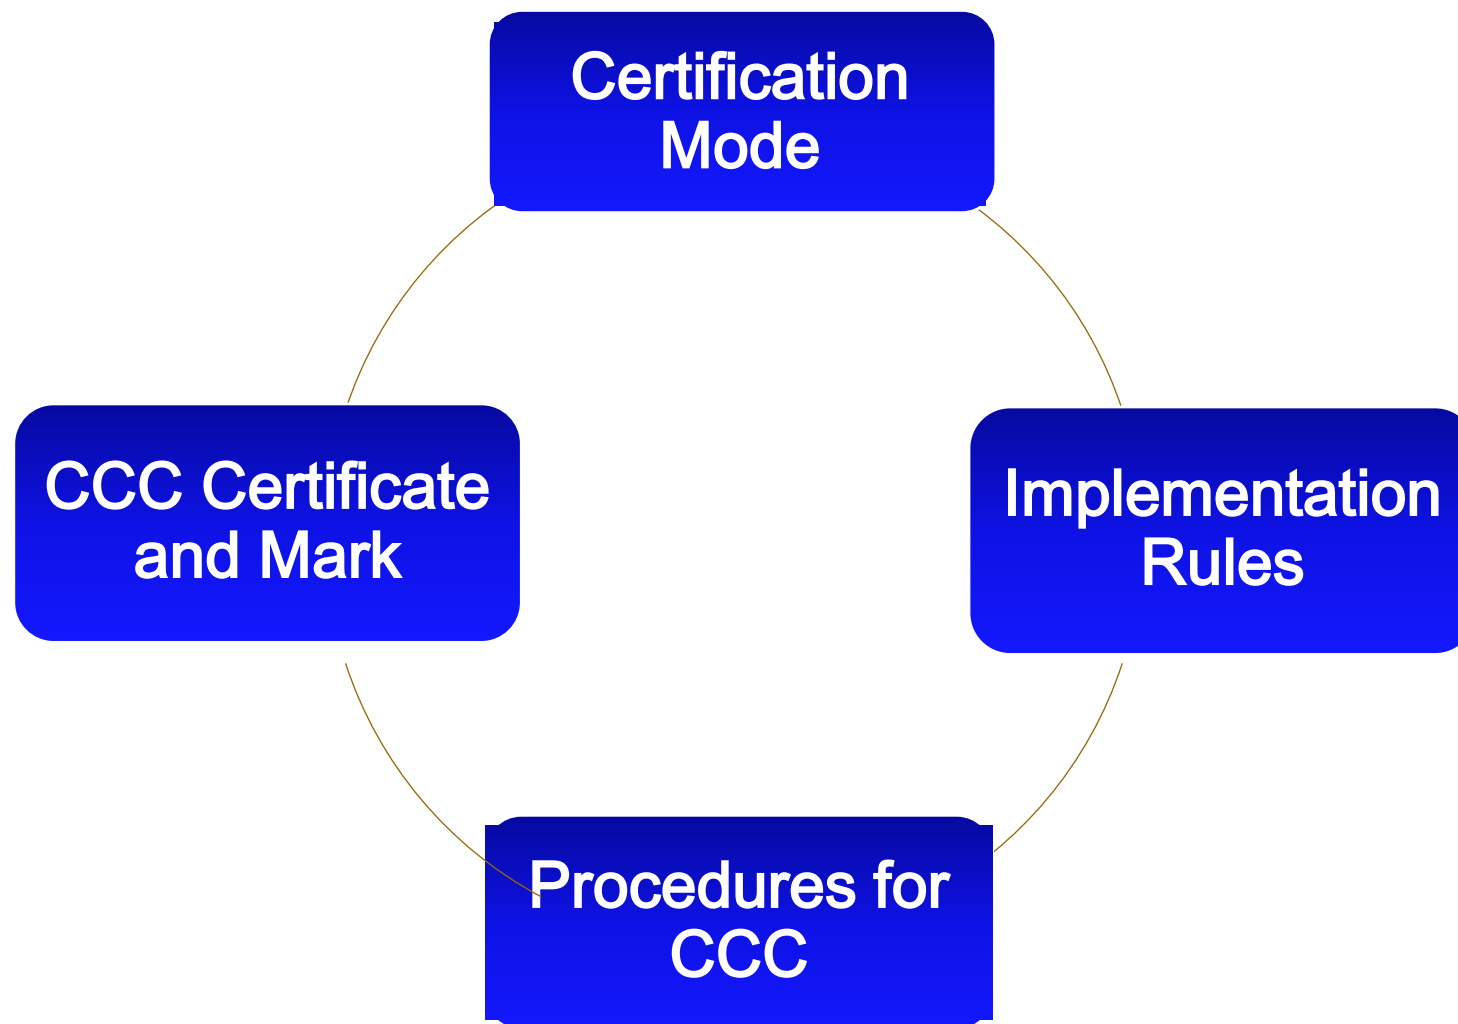 Certification
Mode
CCC Certificate
and Mark
Implementation
Rules
Procedures for
CCC